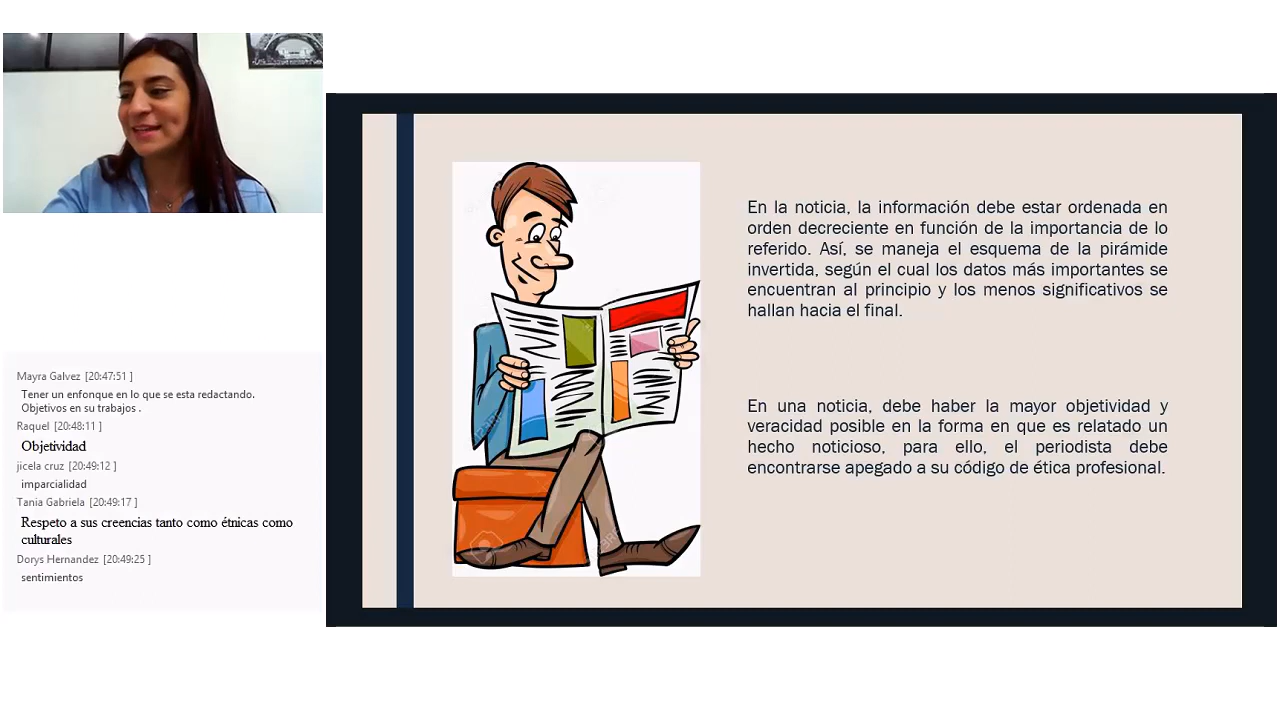 Mayra Galvez [20:47:51 ]
Tener un enfonque en lo que se esta redactando.
Objetivos en su trabajos .
Raquel [20:48:11 ]
Objetividad
jicela cruz [20:49:12 ]
imparcialidad
Tania Gabriela [20:49:17 ]
Respeto a sus creencias tanto como étnicas como
culturales
Dorys Hernandez [20:49:25 ]
sentimientos
En la noticia, la información debe estar ordenada en
orden decreciente en función de la importancia de lo
referido. Así, se maneja el esquema de la pirámide
invertida, según el cual los datos más importantes se
encuentran al principio y los menos significativos se
hallan hacia el final.
En una noticia, debe haber la mayor objetividad y
veracidad posible en la forma en que es relatado un
hecho noticioso, para ello, el periodista debe
encontrarse apegado a su código de ética profesional.